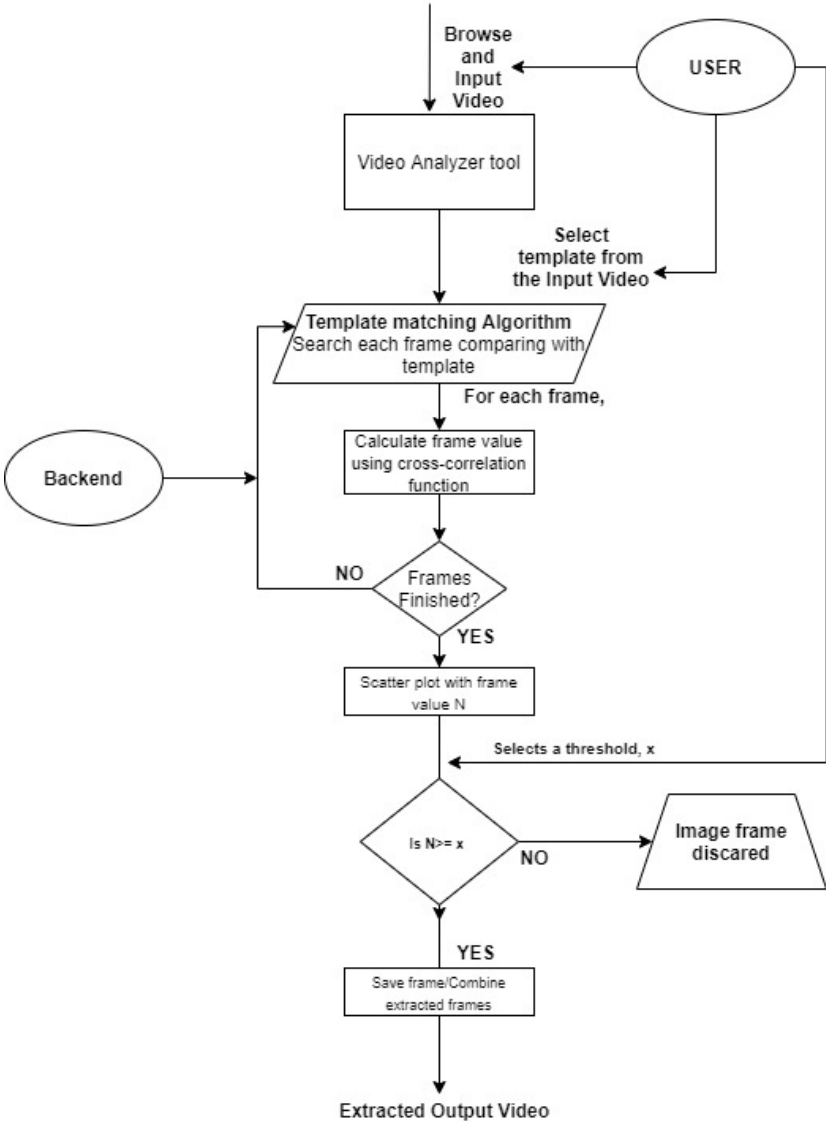 Browse
and
Input
Video
USER
Video Analyzer tool
Select
template from
the Input Video
Template matching Algorithm
Search each frame comparing with
template
For each frame,
Calculate frame value
using cross-correlation
function
Backend
NO
Frames
Finished?
YES
Scatter plot with frame
value N
Selects a threshold, x
Is N>= x
NO
Image frame
discared
YES
Save frame/Combine
extracted frames
Extracted Output Video